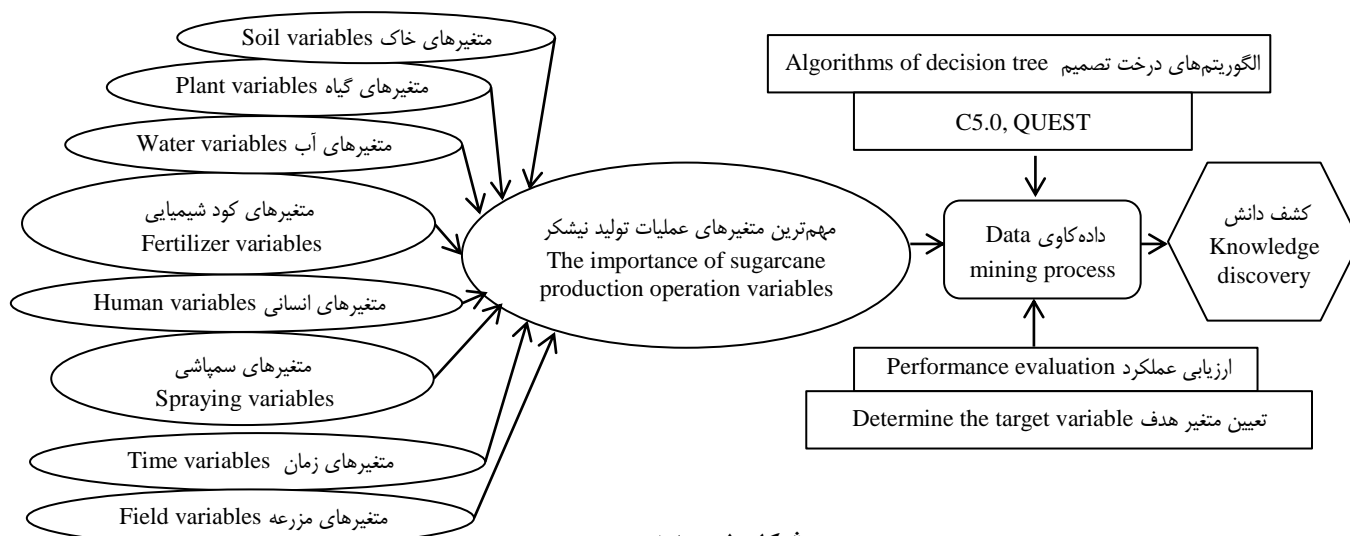 متغیرهای خاک Soil variables
متغیرهای گیاه Plant variables
متغیرهای آب Water variables
متغیرهای کود شیمیایی
Fertilizer variables
متغیرهای انسانی Human variables
متغیرهای سمپاشی
Spraying variables
متغیرهای زمان Time variables
متغیرهای مزرعه Field variables
مهم‌ترین متغیرهای عملیات تولید نیشکر
The importance of sugarcane
production operation variables
الگوریتم‌های درخت تصمیم Algorithms of decision tree
C5.0, QUEST
داده‌کاوی Data
mining process
ارزیابی عملکرد Performance evaluation
تعیین متغیر هدف Determine the target variable
کشف دانش
Knowledge
discovery